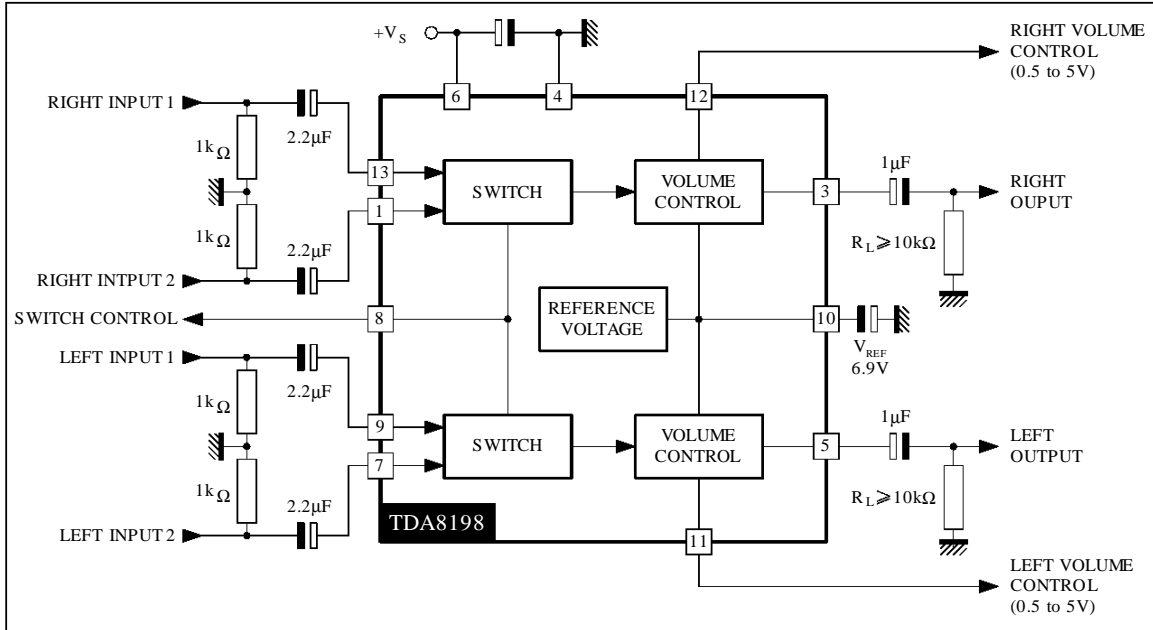 +VS
RIGHT VOLUME
CONTROL
(0.5 to 5V)
6
4
12
RIGHT INPUT 1
2.2μF
1kΩ
13
SWITCH
VOLUME
CONTROL
3
1μF
RIGHT
OUPUT
1
1kΩ
2.2μF
RL⩾10kΩ
RIGHT INTPUT 2
SWITCH CONTROL
8
REFERENCE
VOLTAGE
10
VREF
6.9V
LEFT INPUT 1
2.2μF
1kΩ
9
SWITCH
VOLUME
CONTROL
5
1μF
LEFT
OUTPUT
7
1kΩ
2.2μF
RL⩾10kΩ
LEFT INPUT 2
TDA8198
11
LEFT VOLUME
CONTROL
(0.5 to 5V)